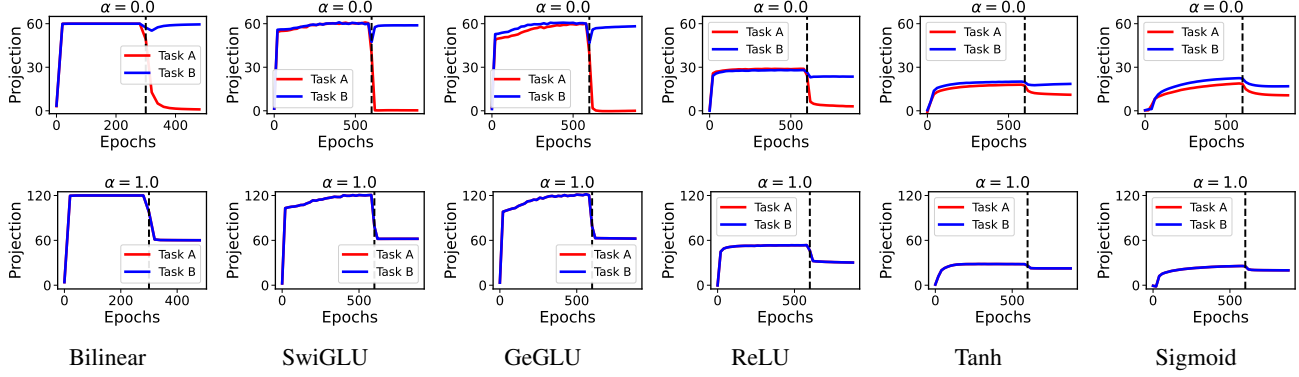 α = 0.0
60
30
0
Projection
Task A
Task B
0
200
400
Epochs
α = 0.0
60
30
0
Projection
Task A
Task B
0
500
Epochs
α = 0.0
60
30
0
Projection
Task A
Task B
0
500
Epochs
α = 0.0
60
30
0
Projection
Task A
Task B
0
500
Epochs
α = 0.0
60
30
0
Projection
Task A
Task B
0
500
Epochs
α = 0.0
60
30
0
Projection
Task A
Task B
0
500
Epochs
α = 1.0
120
60
0
Projection
Task A
Task B
0
200
400
Epochs
α = 1.0
120
60
0
Projection
Task A
Task B
0
500
Epochs
α = 1.0
120
60
0
Projection
Task A
Task B
0
500
Epochs
α = 1.0
120
60
0
Projection
Task A
Task B
0
500
Epochs
α = 1.0
120
60
0
Projection
Task A
Task B
0
500
Epochs
α = 1.0
120
60
0
Projection
Task A
Task B
0
500
Epochs
Bilinear
SwiGLU
GeGLU
ReLU
Tanh
Sigmoid